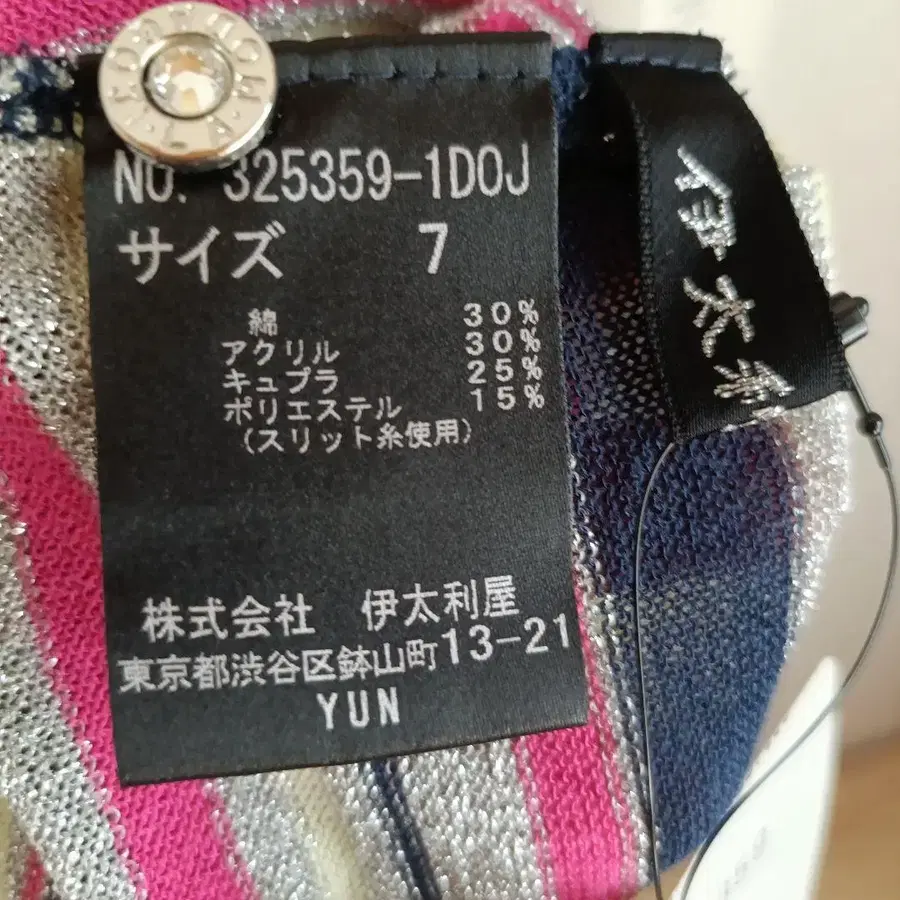 NO. 325359-1D0J
サイズ 7
綿 30%
アクリル 30%
キュプラ 25%
ポリエステル 15%
(スリット糸使用)
株式会社 伊太利屋
東京都渋谷区鉢山町13-21
YUN
伊太利